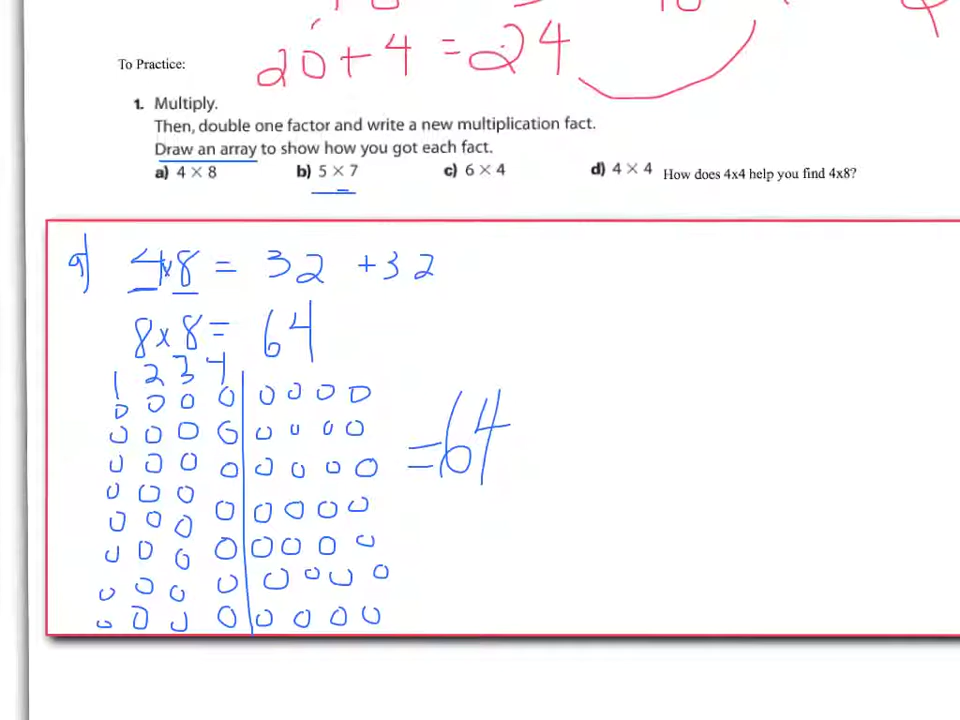 20+4 = 24
To Practice:
1. Multiply.
Then, double one factor and write a new multiplication fact.
Draw an array to show how you got each fact.
a) 4 × 8 b) 5 × 7 c) 6 × 4 d) 4 × 4 How does 4x4 help you find 4x8?
a) 4x8 = 32 +32
8x8= 64
1 2 3 4
=64